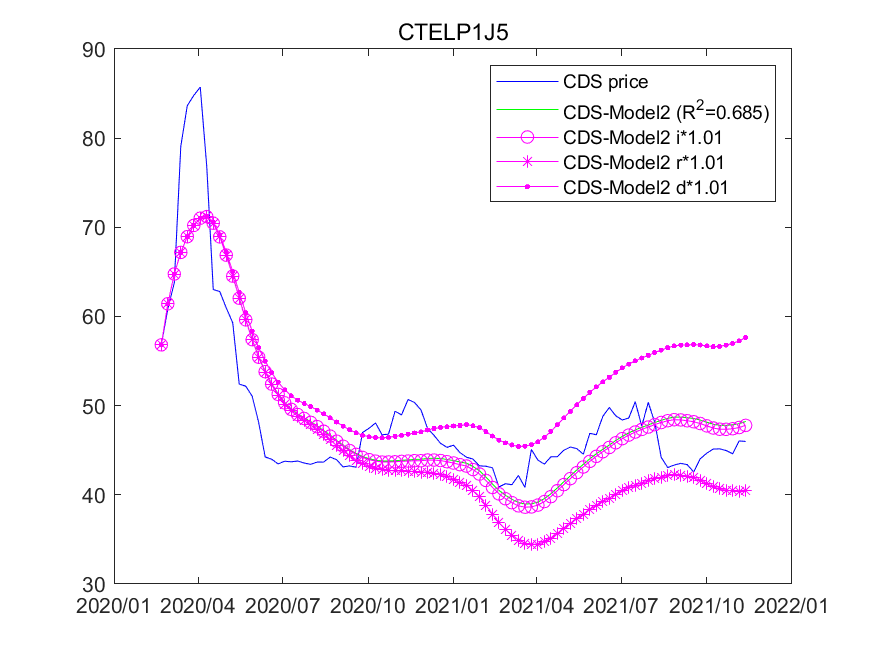 CTELP1J5
90
80
70
60
50
40
30
CDS price
CDS-Model2 (R²=0.685)
CDS-Model2 i*1.01
CDS-Model2 r*1.01
CDS-Model2 d*1.01
2020/01 2020/04 2020/07 2020/10 2021/01 2021/04 2021/07 2021/10 2022/01